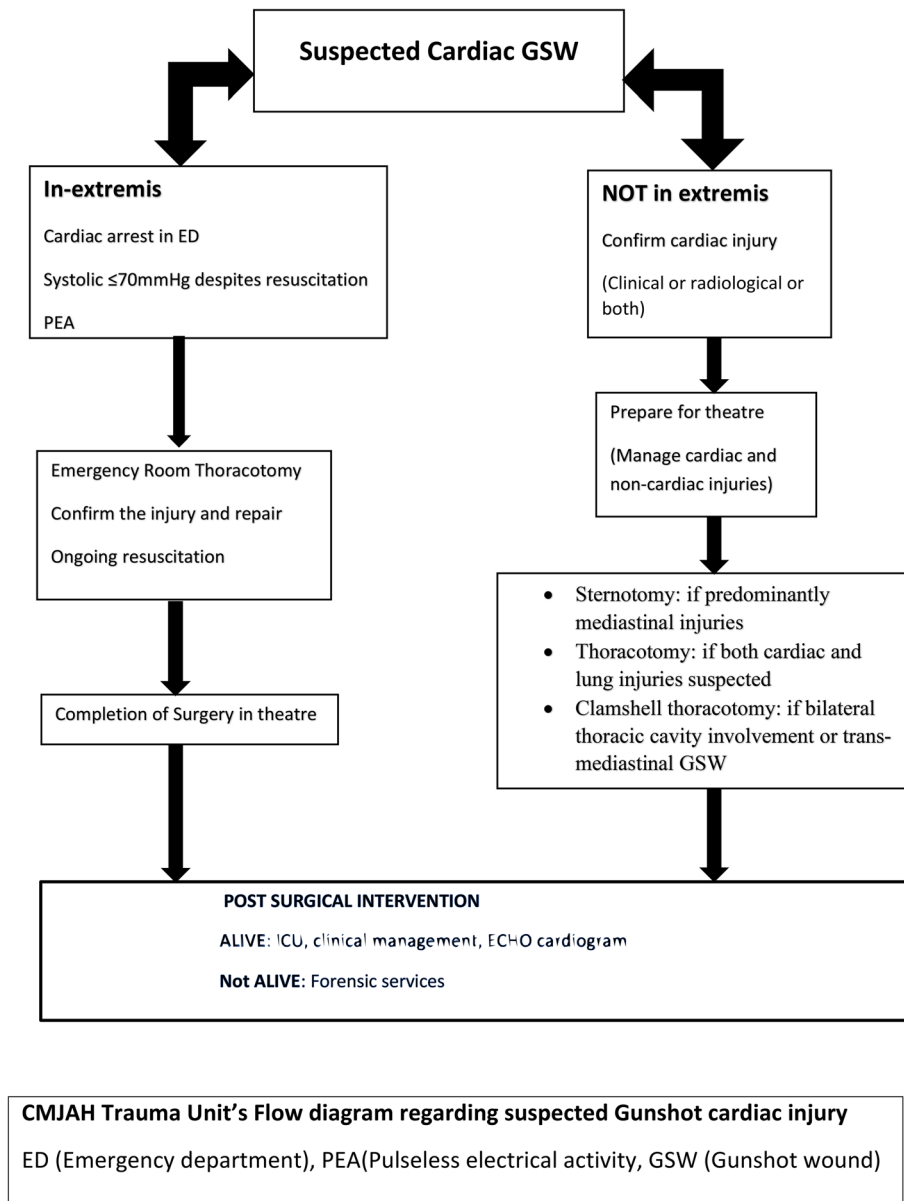 Suspected Cardiac GSW
In-extremis
Cardiac arrest in ED
Systolic ≤70mmHg despites resuscitation
PEA
Emergency Room Thoracotomy
Confirm the injury and repair
Ongoing resuscitation
Completion of Surgery in theatre
NOT in extremis
Confirm cardiac injury
(Clinical or radiological or
both)
Prepare for theatre
(Manage cardiac and
non-cardiac injuries)
• Sternotomy: if predominantly
mediastinal injuries
• Thoracotomy: if both cardiac and
lung injuries suspected
• Clamshell thoracotomy: if bilateral
thoracic cavity involvement or trans-
mediastinal GSW
POST SURGICAL INTERVENTION
ALIVE: ICU, clinical management, ECHO cardiogram
Not ALIVE: Forensic services
CMJAH Trauma Unit's Flow diagram regarding suspected Gunshot cardiac injury
ED (Emergency department), PEA(Pulseless electrical activity, GSW (Gunshot wound)